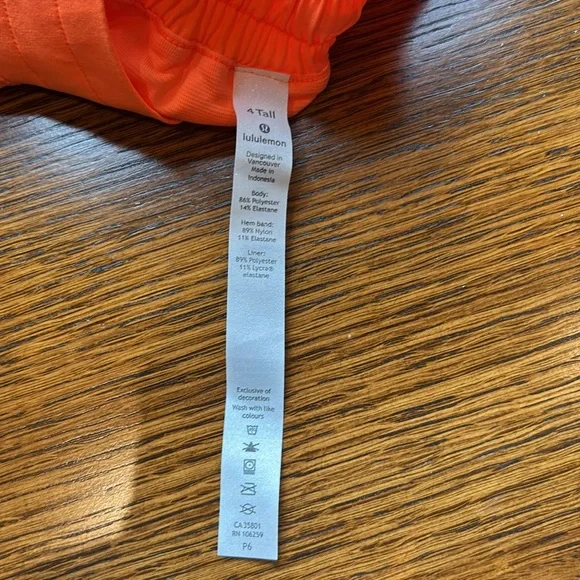 4 Tall
lululemon
Designed in
Vancouver
Made in
Indonesia
Body:
86% Polyester
14% Elastane
Hem band:
89% Nylon
11% Elastane
Liner:
89% Polyester
11% Lycra®
elastane
Exclusive of
decoration
Wash with like
colours
CA 35801
RN 106259
P6